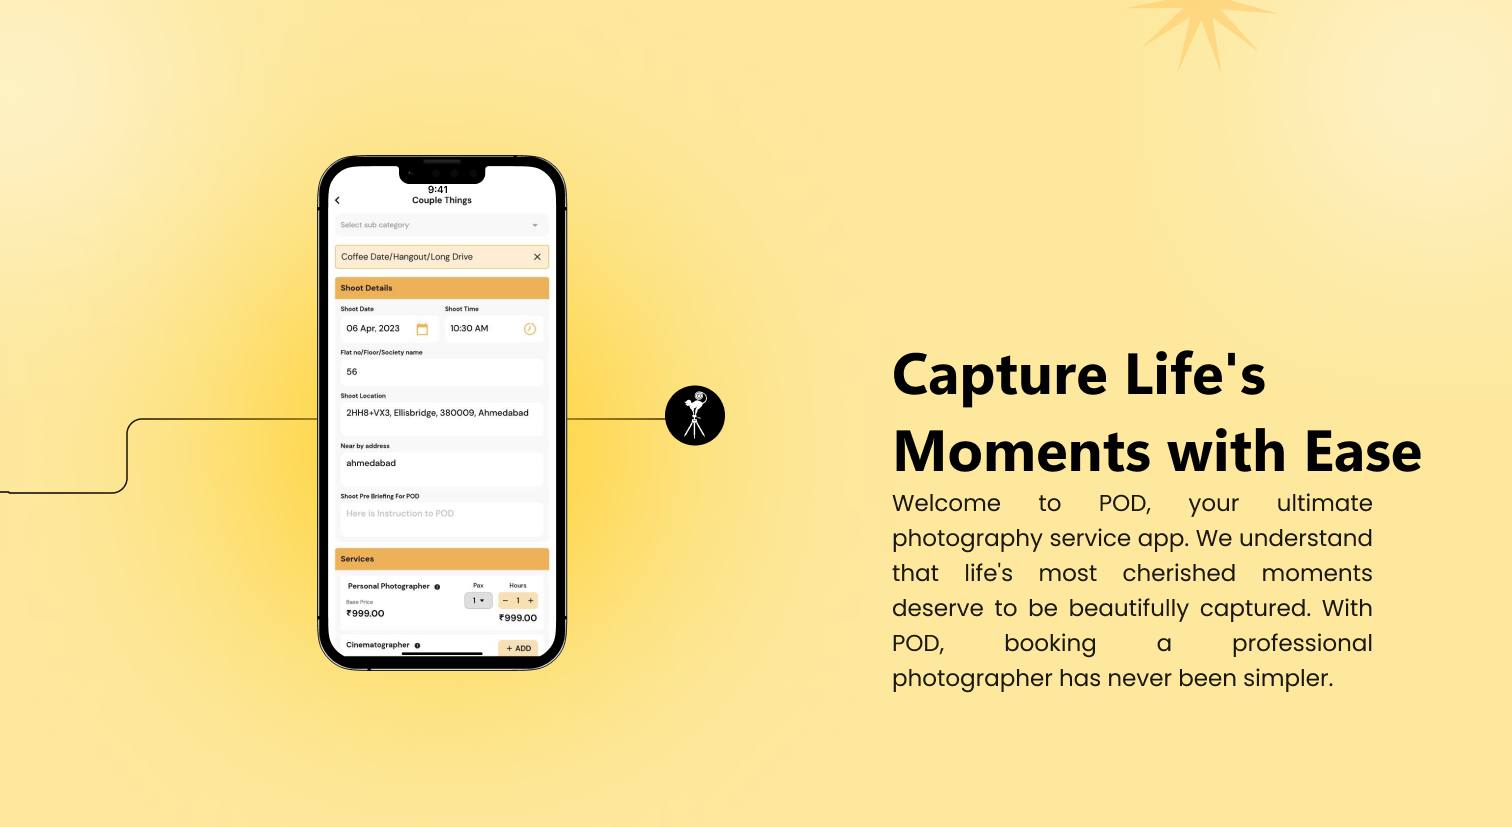 9:41
Couple Things
Select sub category
Coffee Date/Hangout/Long Drive
Shoot Details
Shoot Date Shoot Time
06 Apr, 2023 10:30 AM
Flat no/Floor/Society name
56
Shoot Location
2HH8+VX3, Ellisbridge, 380009, Ahmedabad
Near by address
ahmedabad
Shoot Pre Briefing For POD
Here is Instruction to POD
Services
Personal Photographer Pax Hours
Base Price 1 − 1 +
₹999.00 ₹999.00
Cinematographer + ADD
Capture Life's
Moments with Ease
Welcome to POD, your ultimate
photography service app. We understand
that life's most cherished moments
deserve to be beautifully captured. With
POD, booking a professional
photographer has never been simpler.